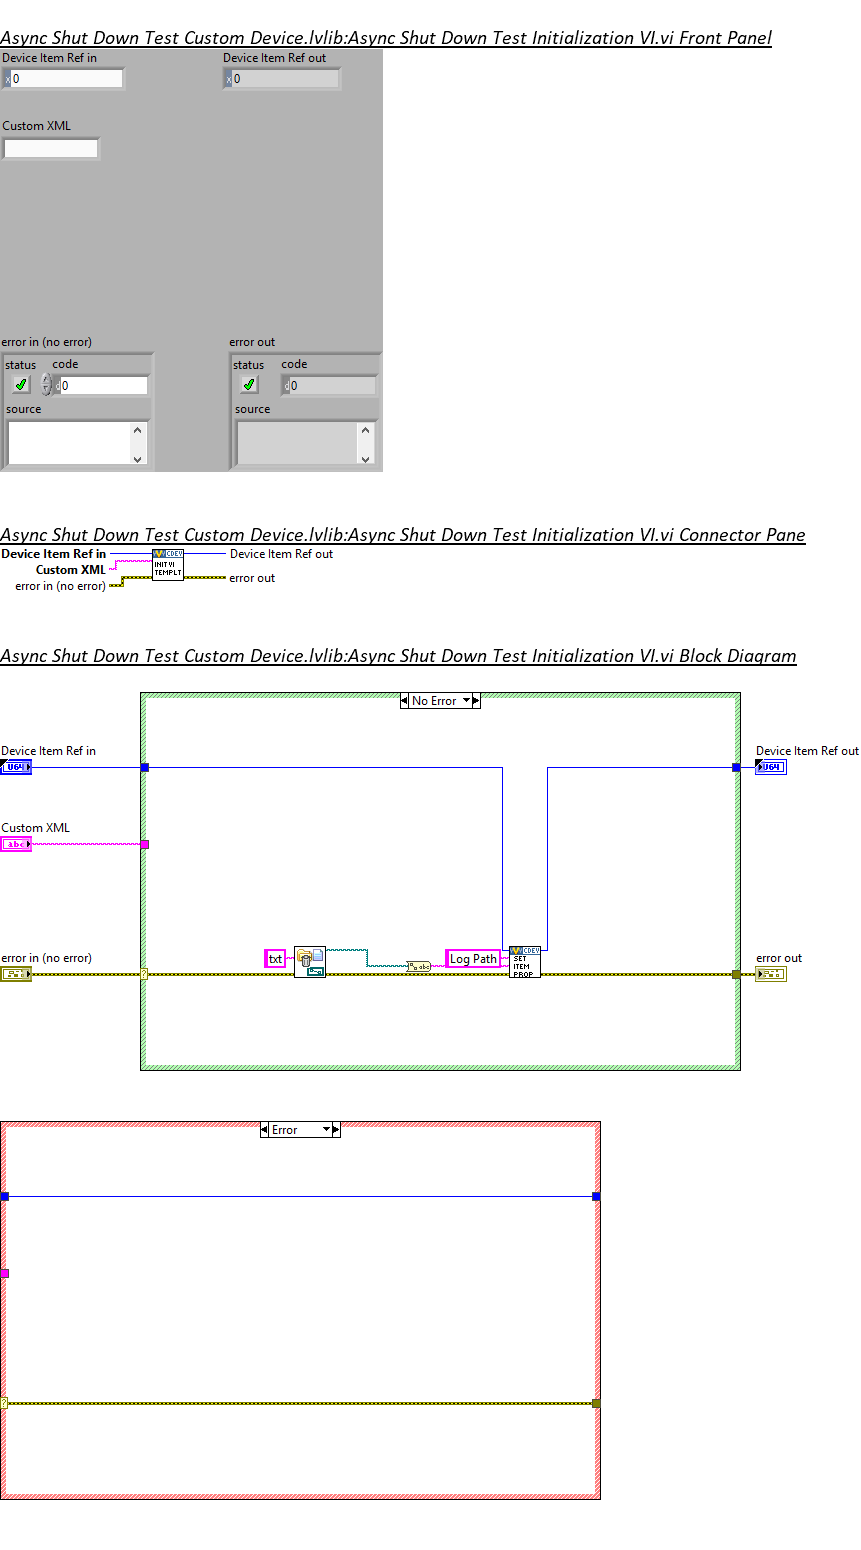 Async Shut Down Test Custom Device.lvlib:Async Shut Down Test Initialization VI.vi Front Panel
Device Item Ref in
Device Item Ref out
x 0
x 0
Custom XML
error in (no error)
error out
status
code
status
code
d 0
d 0
source
source
Async Shut Down Test Custom Device.lvlib:Async Shut Down Test Initialization VI.vi Connector Pane
Device Item Ref in
Custom XML
error in (no error)
CDEV
INIT VI
TEMPLT
Device Item Ref out
error out
Async Shut Down Test Custom Device.lvlib:Async Shut Down Test Initialization VI.vi Block Diagram
No Error
Device Item Ref in
U64
Device Item Ref out
U64
Custom XML
abc
error in (no error)
?
txt
abc
Log Path
CDEV
SET
ITEM
PROP
error out
Error
?